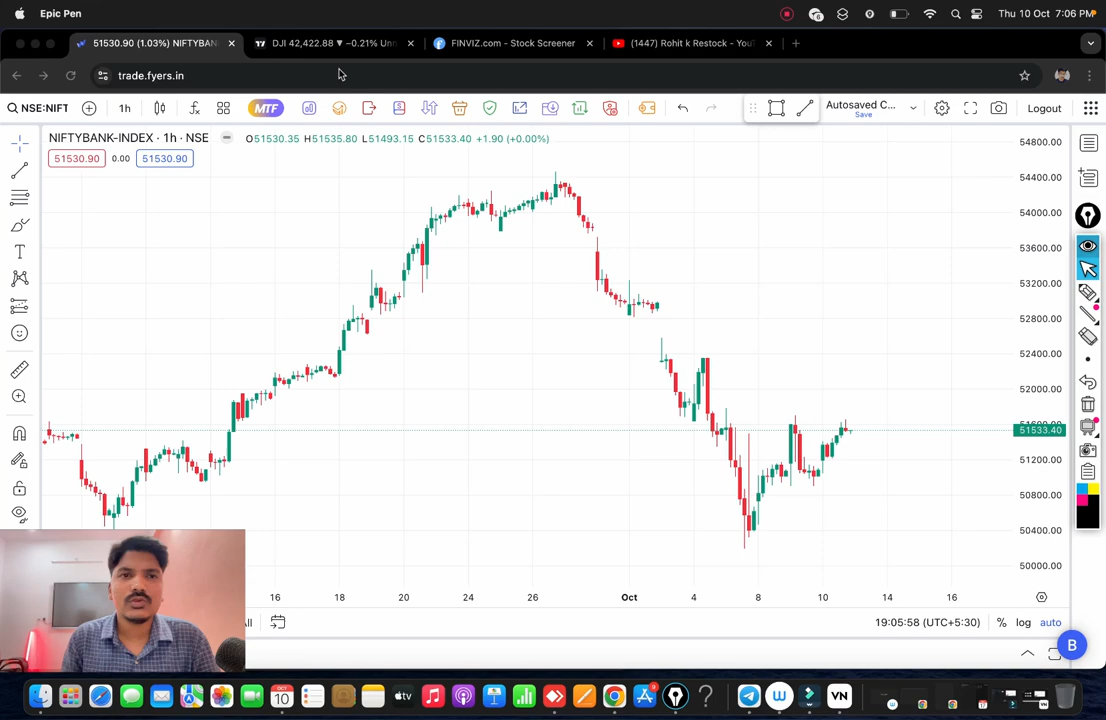 Epic Pen
Thu 10 Oct 7:06 PM
51530.90 (1.03%) NIFTYBAN
DJI 42,422.88 ▼ −0.21% Unn
FINVIZ.com - Stock Screener
(1447) Rohit k Restock - You
trade.fyers.in
NSE:NIFT
1h
MTF
Autosaved C...
Save
Logout
NIFTYBANK-INDEX · 1h · NSE
O51530.35 H51535.80 L51493.15 C51533.40 +1.90 (+0.00%)
51530.90 0.00 51530.90
54800.00
54400.00
54000.00
53600.00
53200.00
52800.00
52400.00
52000.00
51533.40
51200.00
50800.00
50400.00
50000.00
16 18 20 24 26 Oct 4 8 10 14 16
19:05:58 (UTC+5:30) % log auto
B
OCT
10
tv
VN